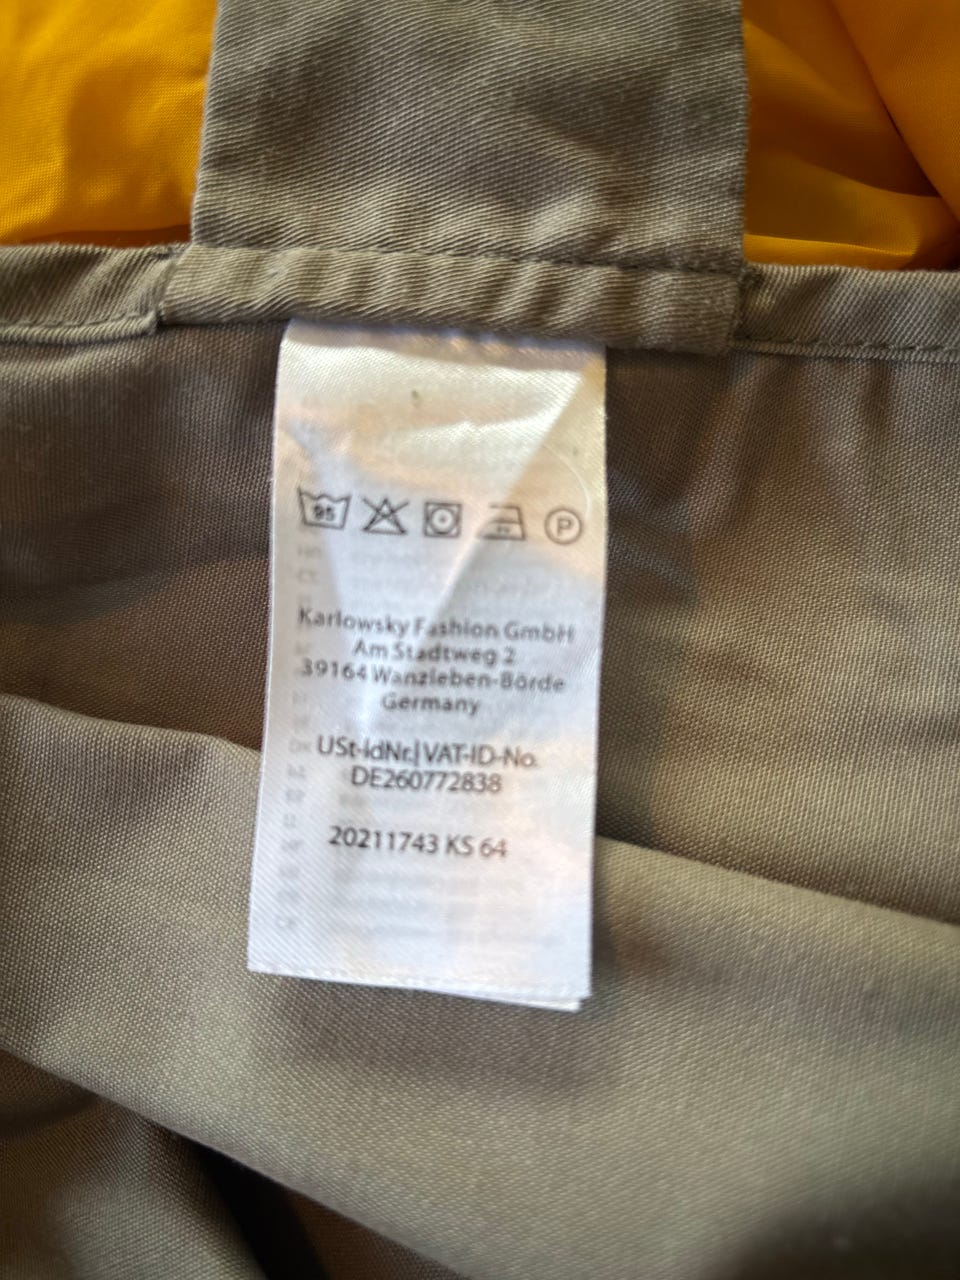 95 P
Karlowsky Fashion GmbH
Am Stadtweg 2
39164 Wanzleben-Börde
Germany
USt-IdNr.|VAT-ID-No.
DE260772838
20211743 KS 64